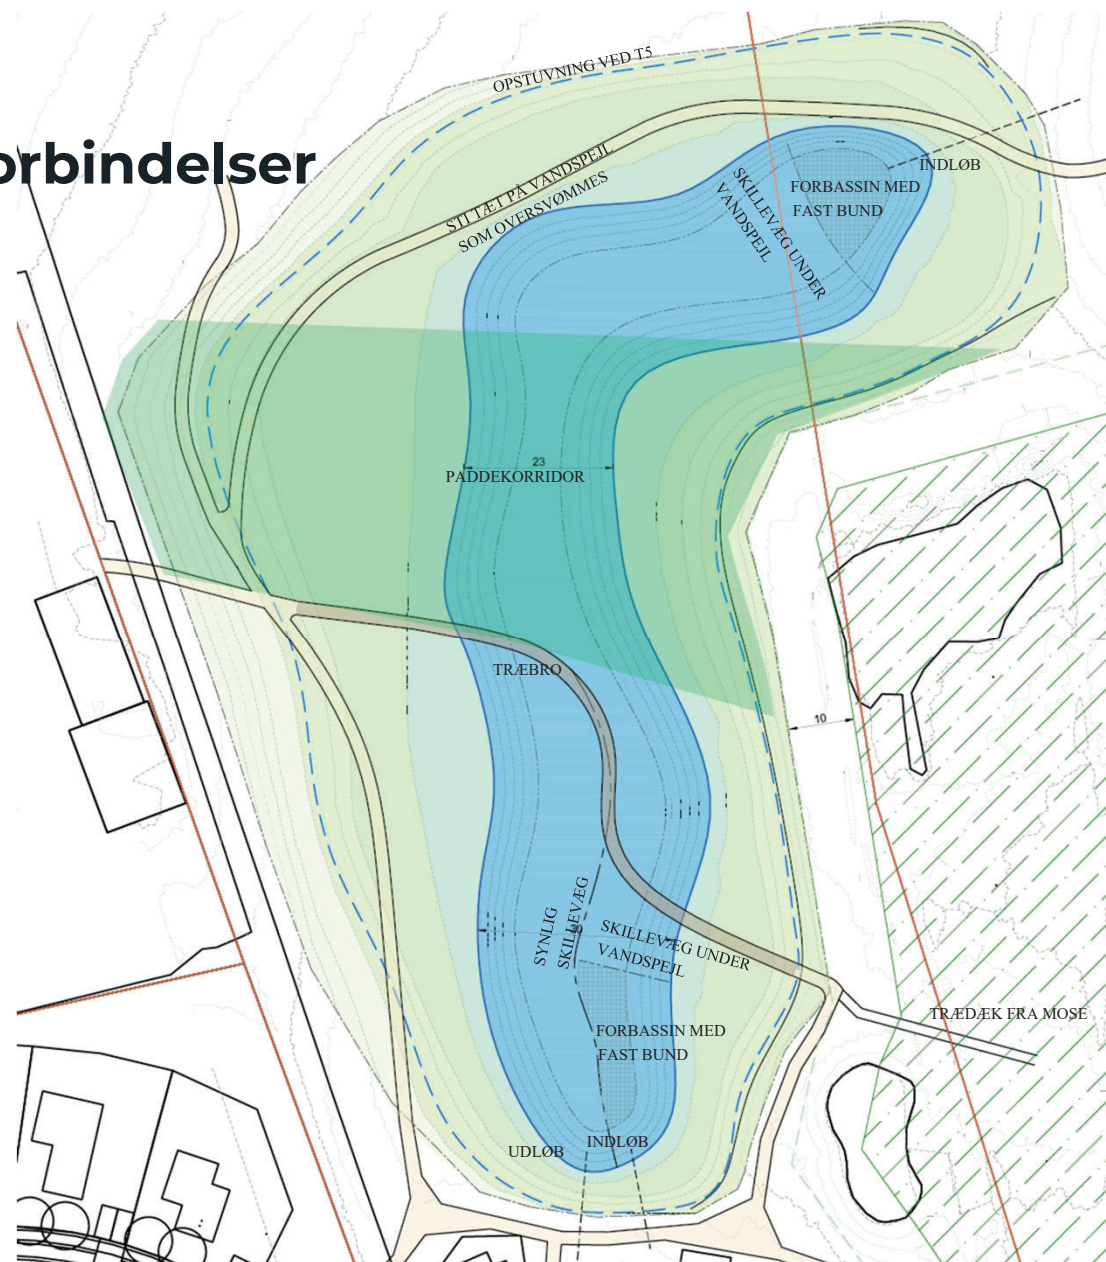 OPSTUVNING VED T5
orbindelser
STI TÆT PÅ VANDSPEJL
SOM OVERSVØMMES
INDLØB
SKILLEVÆG UNDER
VANDSPEJL
FORBASSIN MED
FAST BUND
23
PADDEKORRIDOR
TRÆBRO
10
SYNLIG
SKILLEVÆG
SKILLEVÆG UNDER
VANDSPEJL
TRÆDÆK FRA MOSE
FORBASSIN MED
FAST BUND
INDLØB
UDLØB